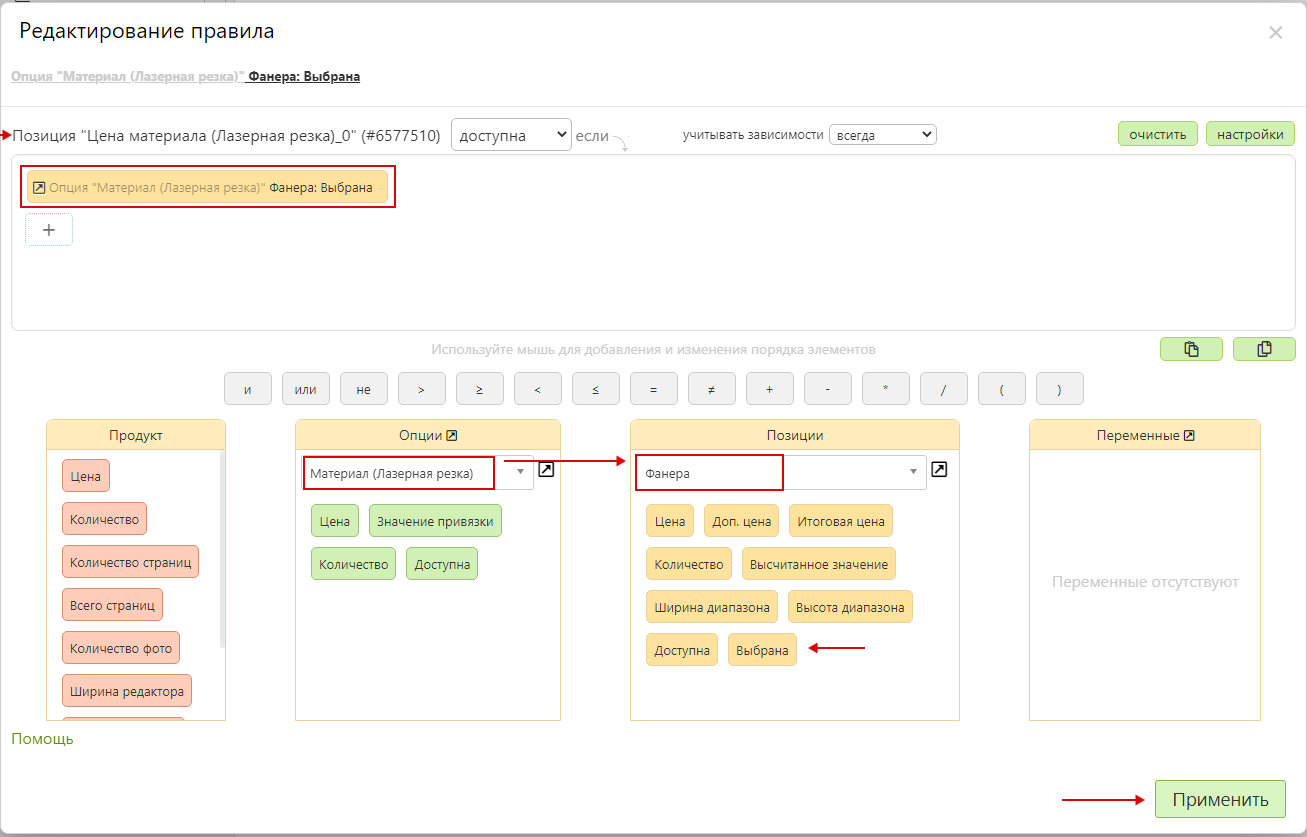 Редактирование правила
Опция "Материал (Лазерная резка)" Фанера: Выбрана
Позиция "Цена материала (Лазерная резка)_0" (#6577510) доступна если учитывать зависимости всегда очистить настройки
Опция "Материал (Лазерная резка)" Фанера: Выбрана
+
Используйте мышь для добавления и изменения порядка элементов
и или не > ≥ < ≤ = ≠ + - * / ( )
Продукт
Цена
Количество
Количество страниц
Всего страниц
Количество фото
Ширина редактора
Опции
Материал (Лазерная резка)
Цена Значение привязки
Количество Доступна
Позиции
Фанера
Цена Доп. цена Итоговая цена
Количество Высчитанное значение
Ширина диапазона Высота диапазона
Доступна Выбрана
Переменные
Переменные отсутствуют
Помощь
Применить